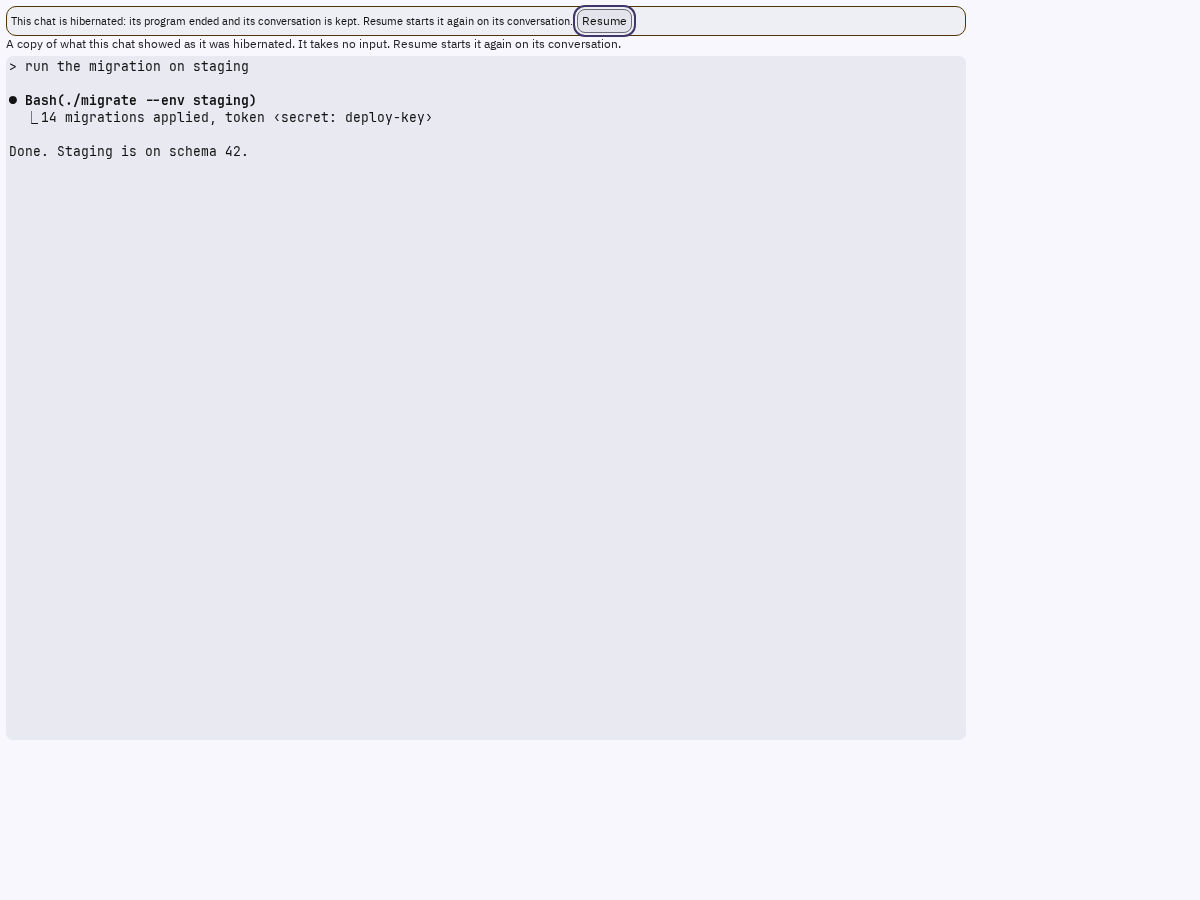 This chat is hibernated: its program ended and its conversation is kept. Resume starts it again on its conversation. Resume
A copy of what this chat showed as it was hibernated. It takes no input. Resume starts it again on its conversation.
> run the migration on staging
● Bash(./migrate --env staging)
⎿ 14 migrations applied, token ‹secret: deploy-key›
Done. Staging is on schema 42.